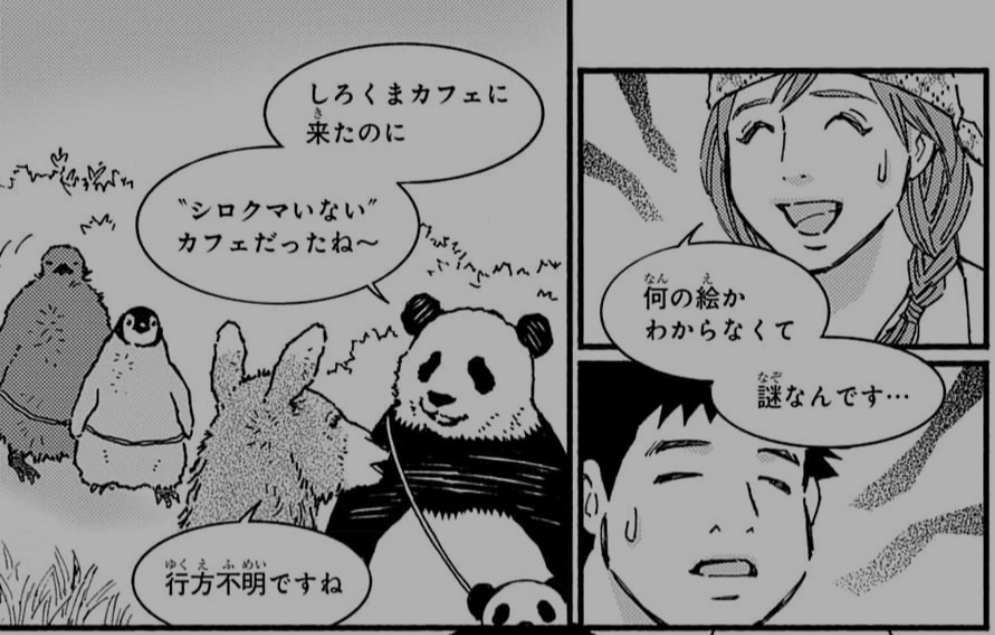 何の絵か
わからなくて
謎なんです…
しろくまカフェに
来たのに
〝シロクマいない〟
カフェだったね～
行方不明ですね